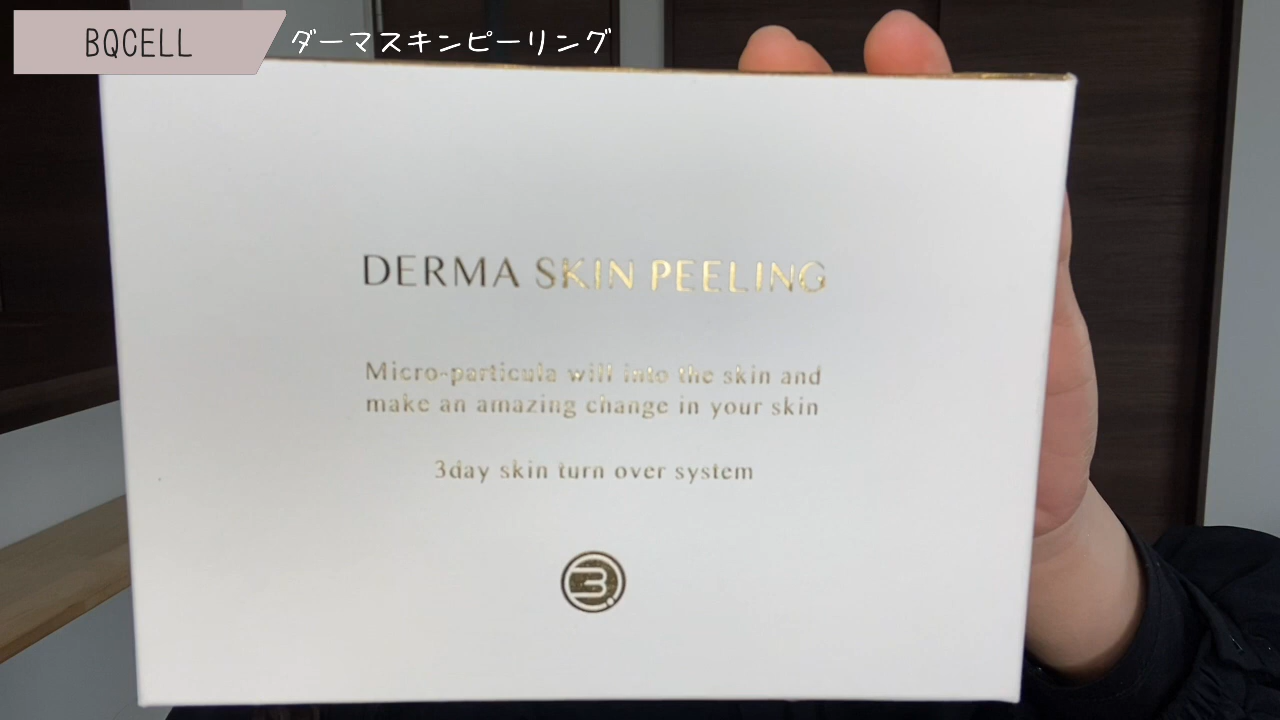 BQCELL
ダーマスキンピーリング
DERMA SKIN PEELING
Micro-particula will into the skin and
make an amazing change in your skin
3day skin turn over system